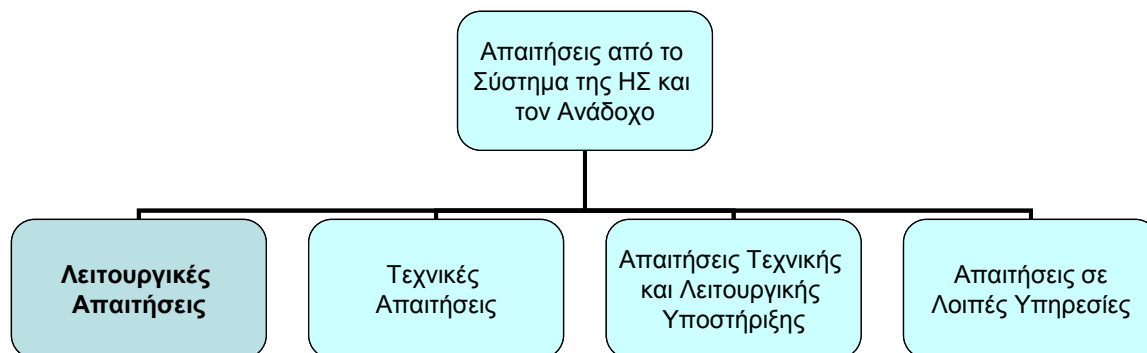 Απαιτήσεις από το
Σύστημα της ΗΣ και
τον Ανάδοχο
Λειτουργικές
Απαιτήσεις
Τεχνικές
Απαιτήσεις
Απαιτήσεις Τεχνικής
και Λειτουργικής
Υποστήριξης
Απαιτήσεις σε
Λοιπές Υπηρεσίες